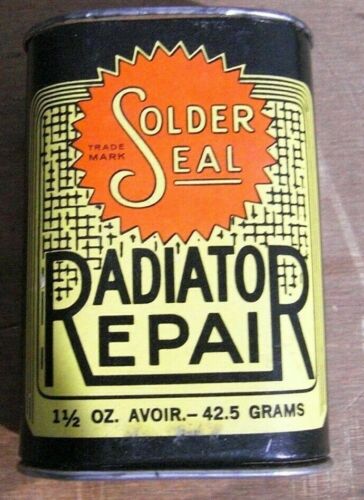 SOLDER
SEAL
TRADE
MARK
RADIATOR
REPAIR
1½ OZ. AVOIR.–42.5 GRAMS